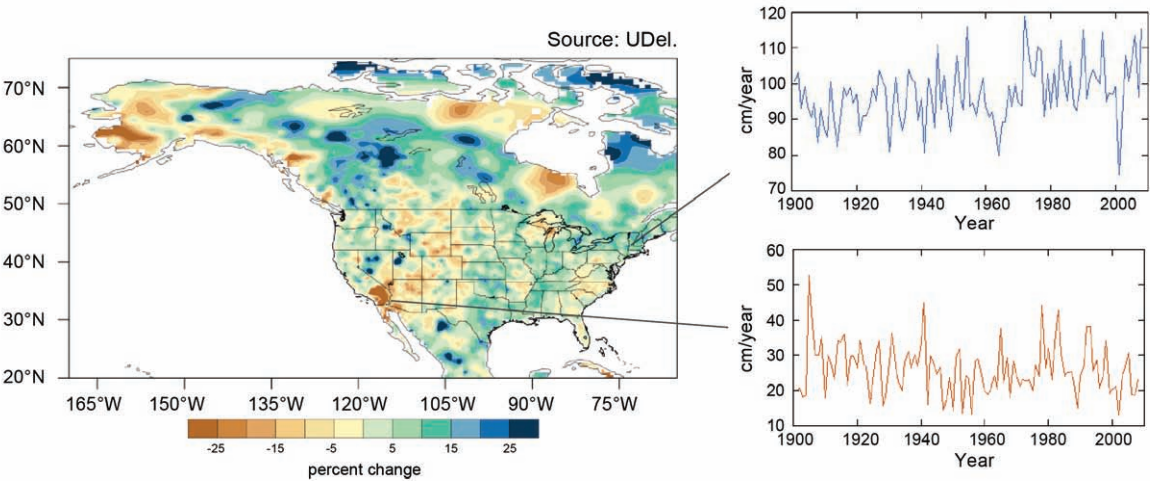 Source: UDel.
70°N
60°N
50°N
40°N
30°N
20°N
165°W 150°W 135°W 120°W 105°W 90°W 75°W
-25 -15 -5 5 15 25
percent change
120
110
100
90
80
70
cm/year
1900 1920 1940 1960 1980 2000
Year
60
50
40
30
20
10
cm/year
1900 1920 1940 1960 1980 2000
Year